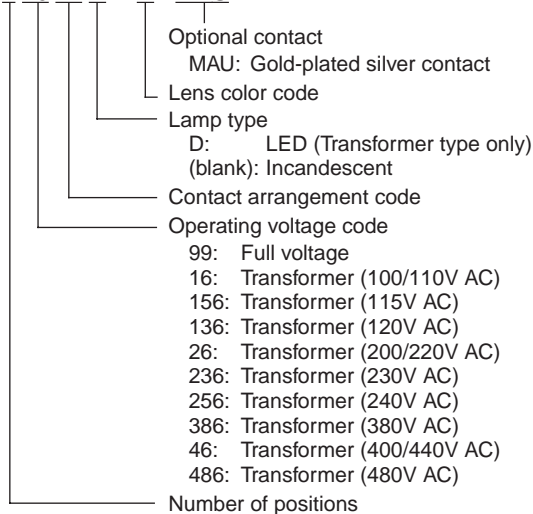 Optional contact
MAU: Gold-plated silver contact
Lens color code
Lamp type
D: LED (Transformer type only)
(blank): Incandescent
Contact arrangement code
Operating voltage code
99: Full voltage
16: Transformer (100/110V AC)
156: Transformer (115V AC)
136: Transformer (120V AC)
26: Transformer (200/220V AC)
236: Transformer (230V AC)
256: Transformer (240V AC)
386: Transformer (380V AC)
46: Transformer (400/440V AC)
486: Transformer (480V AC)
Number of positions